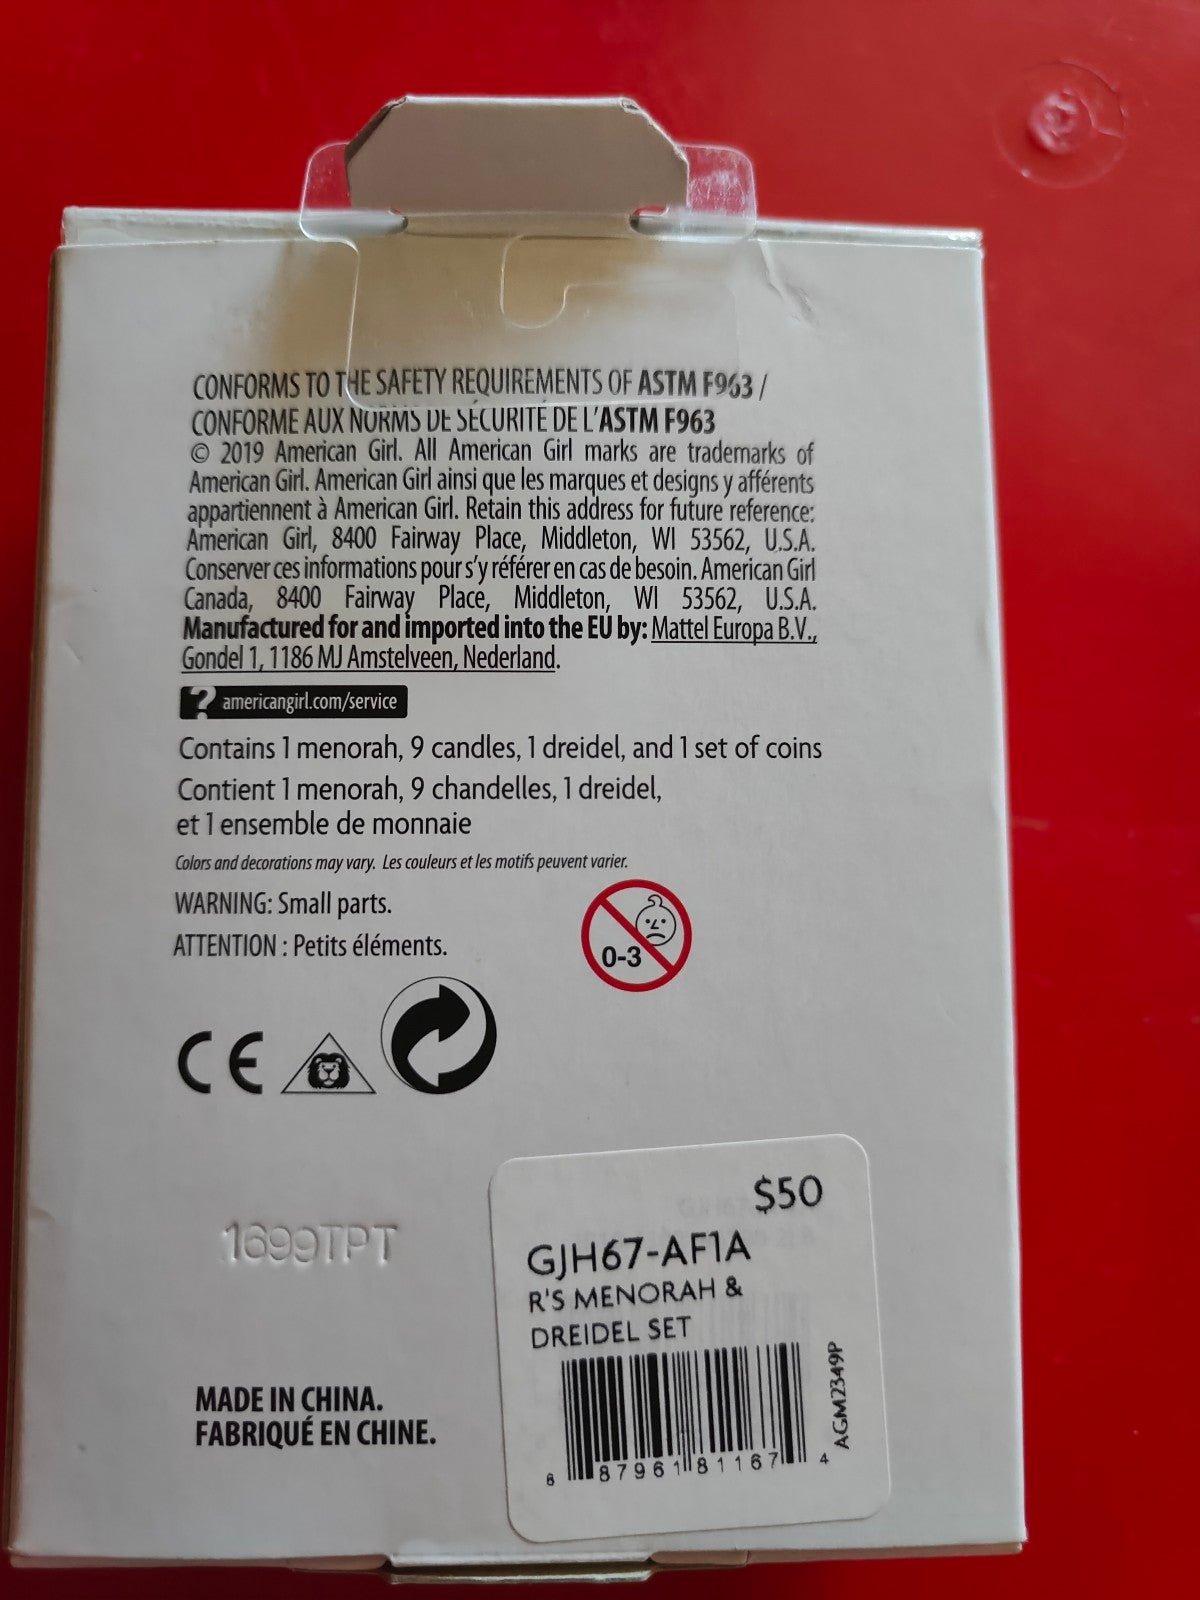 CONFORMS TO THE SAFETY REQUIREMENTS OF ASTM F963 /
CONFORME AUX NORMS DE SÉCURITÉ DE L'ASTM F963
© 2019 American Girl. All American Girl marks are trademarks of
American Girl. American Girl ainsi que les marques et designs y afférents
appartiennent à American Girl. Retain this address for future reference:
American Girl, 8400 Fairway Place, Middleton, WI 53562, U.S.A.
Conserver ces informations pour s'y référer en cas de besoin. American Girl
Canada, 8400 Fairway Place, Middleton, WI 53562, U.S.A.
Manufactured for and imported into the EU by: Mattel Europa B.V.,
Gondel 1, 1186 MJ Amstelveen, Nederland.
? americangirl.com/service
Contains 1 menorah, 9 candles, 1 dreidel, and 1 set of coins
Contient 1 menorah, 9 chandelles, 1 dreidel,
et 1 ensemble de monnaie
Colors and decorations may vary. Les couleurs et les motifs peuvent varier.
WARNING: Small parts.
ATTENTION : Petits éléments.
0-3
CE
1699TPT
$50
GJH67-AF1A
R'S MENORAH &
DREIDEL SET
AGM2349P
8 87961 81167 4
MADE IN CHINA.
FABRIQUÉ EN CHINE.